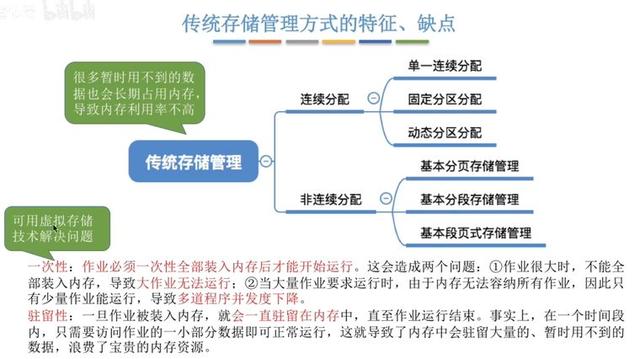 传统存储管理方式的特征、缺点
很多暂时用不到的数
据也会长期占用内存，
导致内存利用率不高
传统存储管理
连续分配
单一连续分配
固定分区分配
动态分区分配
非连续分配
基本分页存储管理
基本分段存储管理
基本段页式存储管理
可用虚拟存储
技术解决问题
一次性：作业必须一次性全部装入内存后才能开始运行。这会造成两个问题：①作业很大时，不能全
部装入内存，导致大作业无法运行；②当大量作业要求运行时，由于内存无法容纳所有作业，因此只
有少量作业能运行，导致多道程序并发度下降。
驻留性：一旦作业被装入内存，就会一直驻留在内存中，直至作业运行结束。事实上，在一个时间段
内，只需要访问作业的一小部分数据即可正常运行，这就导致了内存中会驻留大量的、暂时用不到的
数据，浪费了宝贵的内存资源。